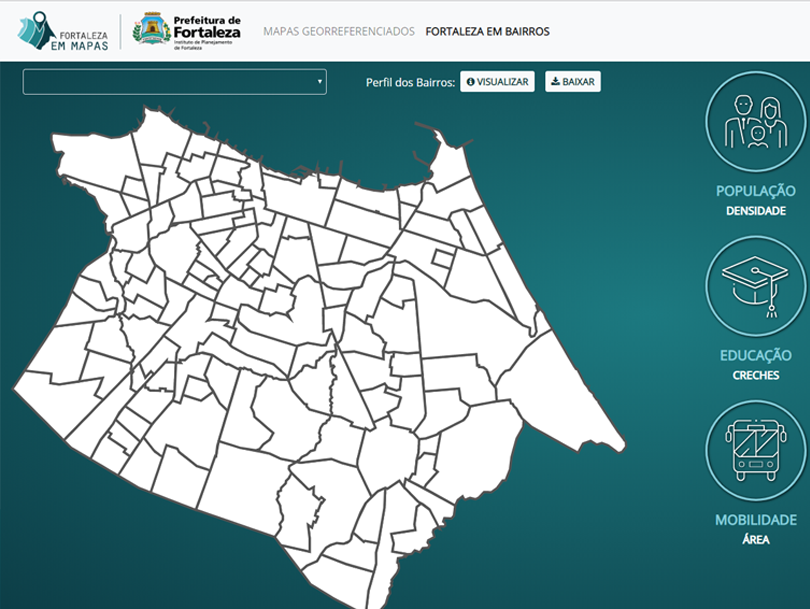 FORTALEZA
EM MAPAS
Prefeitura de
Fortaleza
Instituto de Planejamento
de Fortaleza
MAPAS GEORREFERENCIADOS
FORTALEZA EM BAIRROS
Perfil dos Bairros:
VISUALIZAR
BAIXAR
POPULAÇÃO
DENSIDADE
EDUCAÇÃO
CRECHES
MOBILIDADE
ÁREA